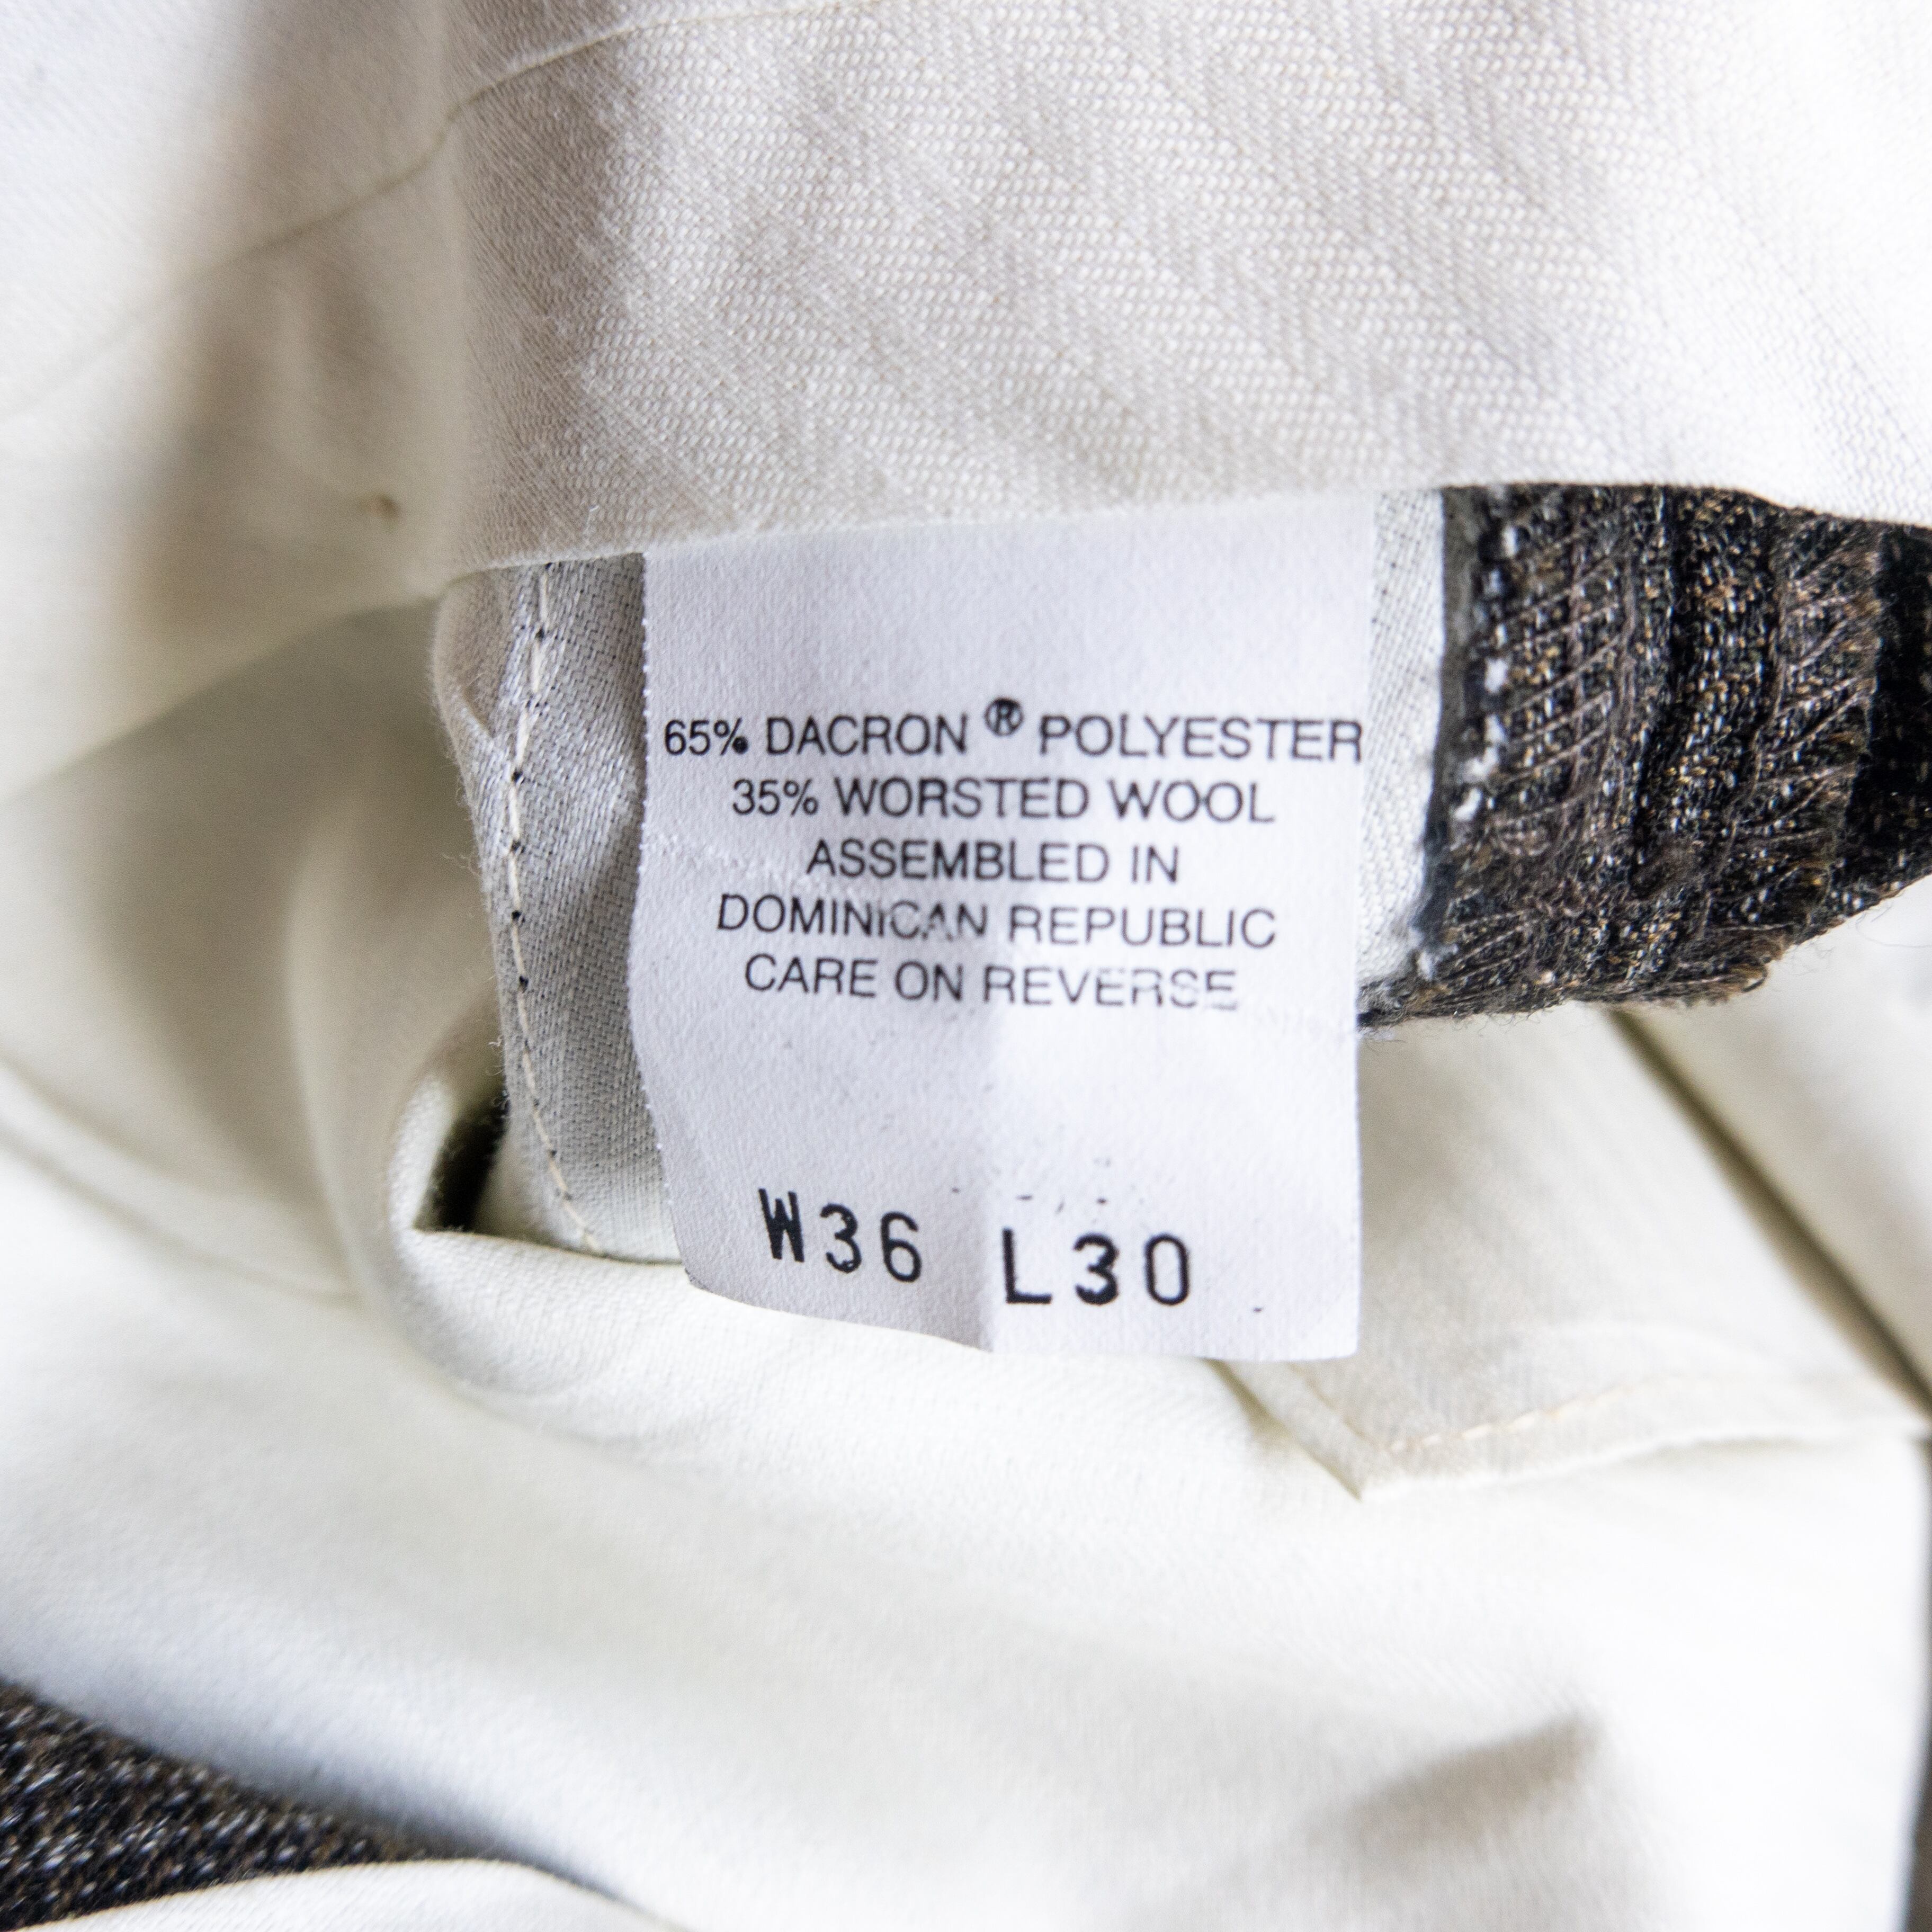 65% DACRON ® POLYESTER
35% WORSTED WOOL
ASSEMBLED IN
DOMINICAN REPUBLIC
CARE ON REVERSE
W36 L30